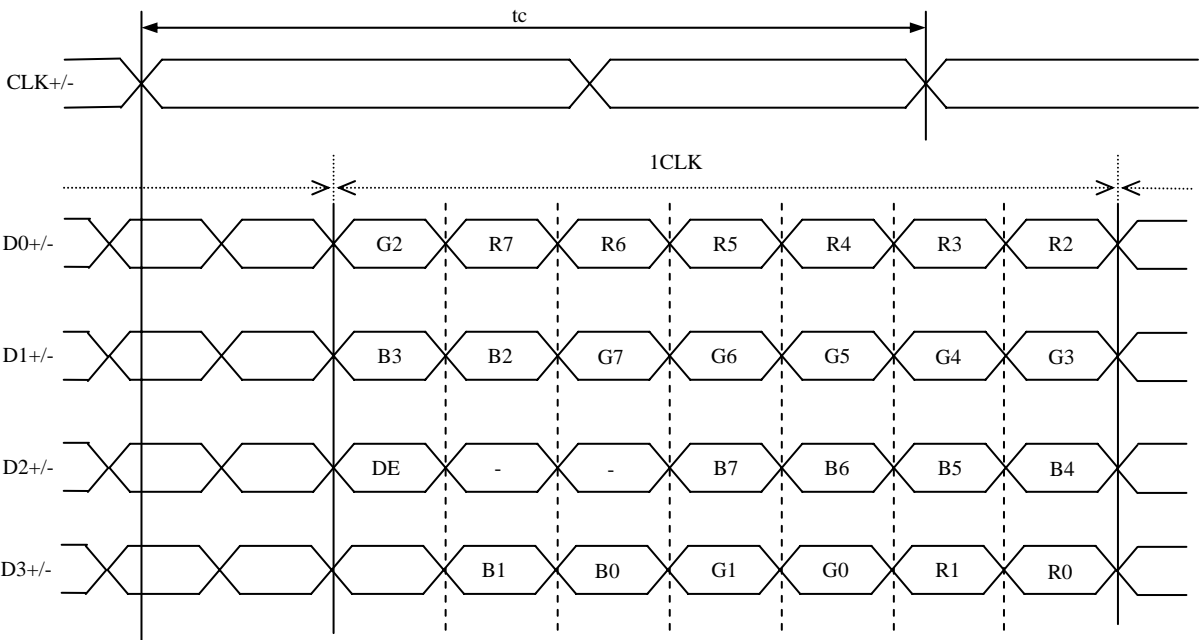 tc
CLK+/-
1CLK
D0+/- G2 R7 R6 R5 R4 R3 R2
D1+/- B3 B2 G7 G6 G5 G4 G3
D2+/- DE - - B7 B6 B5 B4
D3+/- B1 B0 G1 G0 R1 R0